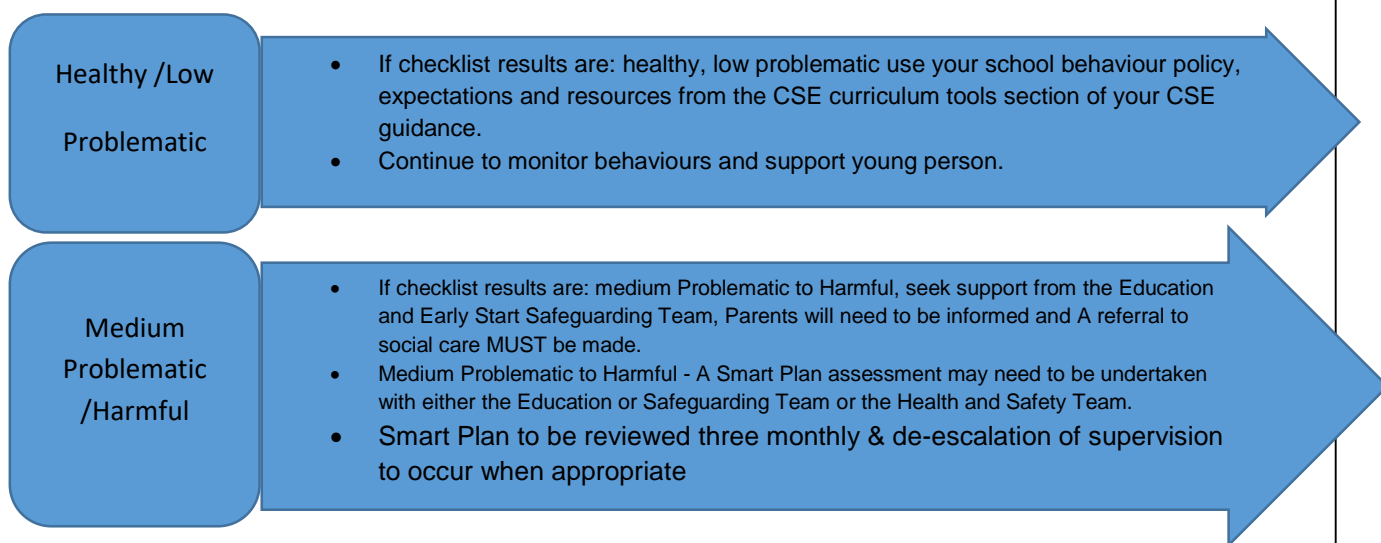 Healthy /Low
Problematic
• If checklist results are: healthy, low problematic use your school behaviour policy,
expectations and resources from the CSE curriculum tools section of your CSE
guidance.
• Continue to monitor behaviours and support young person.
Medium
Problematic
/Harmful
• If checklist results are: medium Problematic to Harmful, seek support from the Education
and Early Start Safeguarding Team, Parents will need to be informed and A referral to
social care MUST be made.
• Medium Problematic to Harmful - A Smart Plan assessment may need to be undertaken
with either the Education or Safeguarding Team or the Health and Safety Team.
• Smart Plan to be reviewed three monthly & de-escalation of supervision
to occur when appropriate